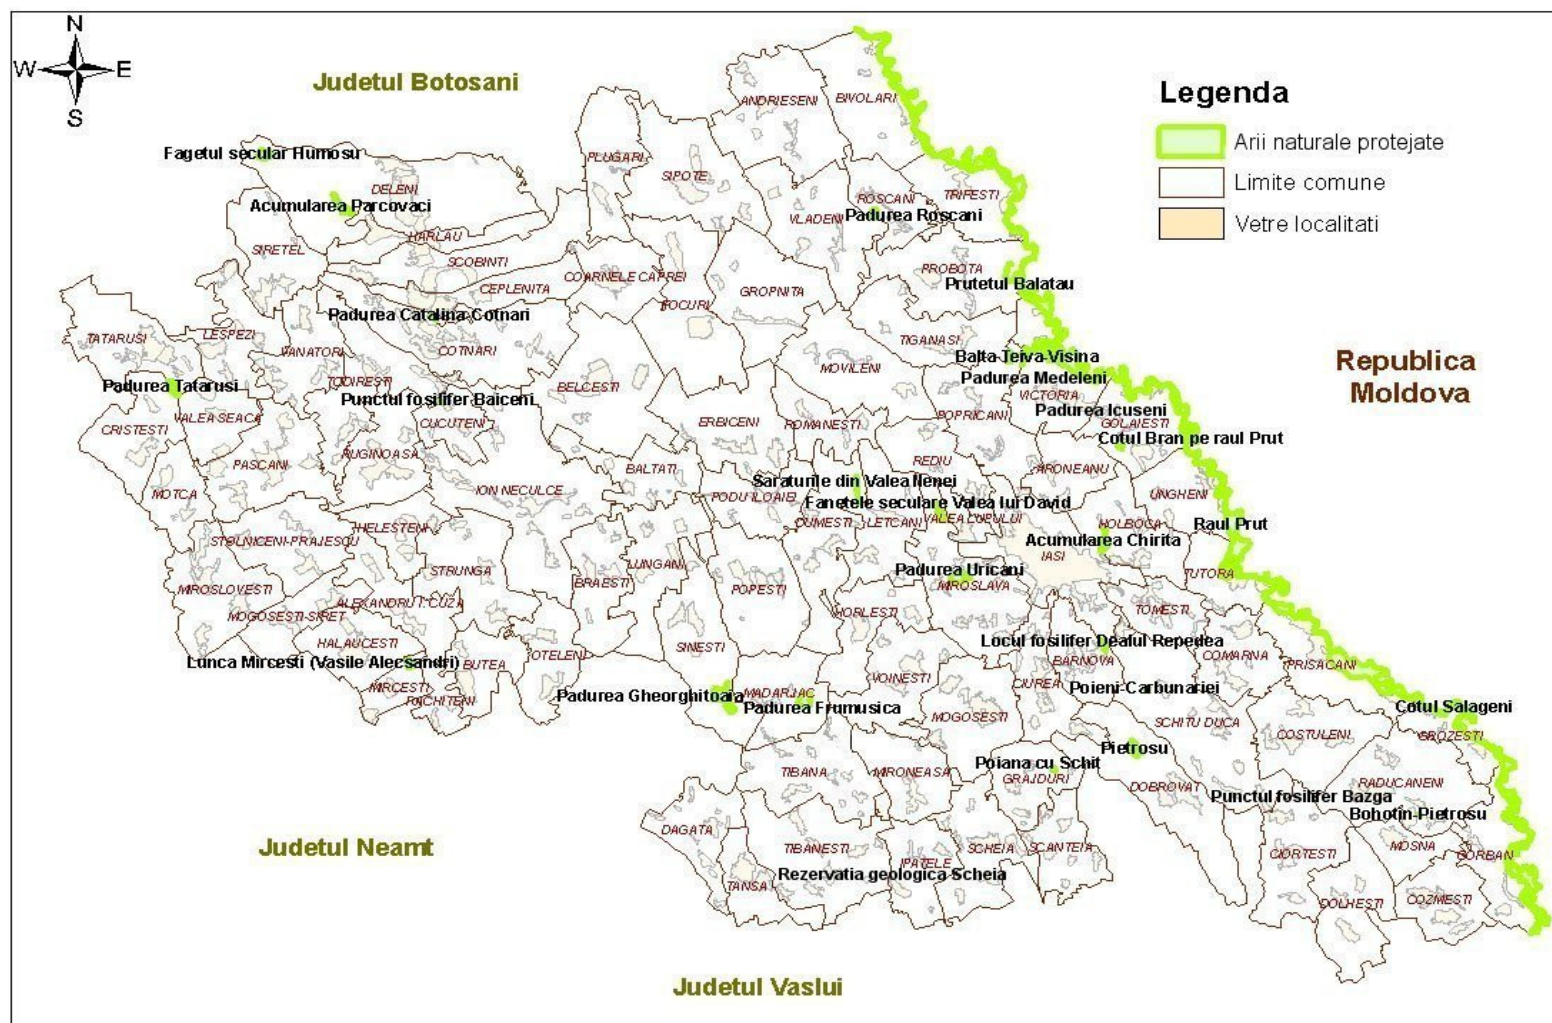 N
W E
S
Judetul Botosani
Legenda
Arii naturale protejate
Limite comune
Vetre localitati
ANDRIESENI
BIVOLARI
Fagetul secular Humosu
PLUGARI
SIPOTE
DELENI
Acumularea Parcovaci
ROSCANI
TRIFESTI
VLADENI
Padurea Roscani
HARLAU
SIRETEL
SCOBINTI
COARNELE CAPREI
PROBOTA
CEPLENITA
GROPNITA
Prutetul Balatau
FOCURI
Padurea Catalina-Cotnari
TATARUSI
LESPEZI
VANATORI
COTNARI
TIGANASI
Balta-Teiva-Visina
Republica
Moldova
MOVILENI
Padurea Medeleni
Padurea Tatarusi
TODIRESTI
BELCESTI
VICTORIA
Punctul fosilifer Baiceni
Padurea Icuseni
VALEA SEACA
CUCUTENI
ERBICENI
ROMANESTI
POPRICANI
GOLAIESTI
CRISTESTI
Cotul Bran pe raul Prut
RUGINOASA
PASCANI
BALTATI
REDIU
ARONEANU
MOTCA
ION NECULCE
Saraturile din Valea Ilenei
PODU ILOAIEI
UNGHENI
Fanetele seculare Valea lui David
DUMESTI
LETCANI
VALEA LUPULUI
HOLBOCA
Raul Prut
HELESTENI
STOLNICENI-PRAJESCU
Acumularea Chirita
IASI
STRUNGA
LUNGANI
Padurea Uricani
TUTORA
MIROSLOVESTI
BRAESTI
POPESTI
MIROSLAVA
ALEXANDRU I. CUZA
MOGOSESTI-SIRET
HORLESTI
TOMESTI
HALAUCESTI
SINESTI
Locul fosilifer Dealul Repedea
OTELENI
COMARNA
Lunca Mircesti (Vasile Alecsandri)
BUTEA
BARNOVA
PRISACANI
VOINESTI
CIUREA
MIRCESTI
Poieni-Carbunariei
RACHITENI
Padurea Gheorghitoaia
MADARJAC
Padurea Frumusica
Cotul Salageni
MOGOSESTI
SCHITU DUCA
COSTULENI
GROZESTI
Pietrosu
Poiana cu Schit
TIBANA
MIRONEASA
GRAJDURI
DOBROVAT
RADUCANENI
Punctul fosilifer Bazga
Bohotin-Pietrosu
DAGATA
Judetul Neamt
TIBANESTI
IPATELE
SCHEIA
SCANTEIA
CIORTESTI
MOSNA
GORBAN
Rezervatia geologica Scheia
TANSA
DOLHESTI
COZMESTI
Judetul Vaslui